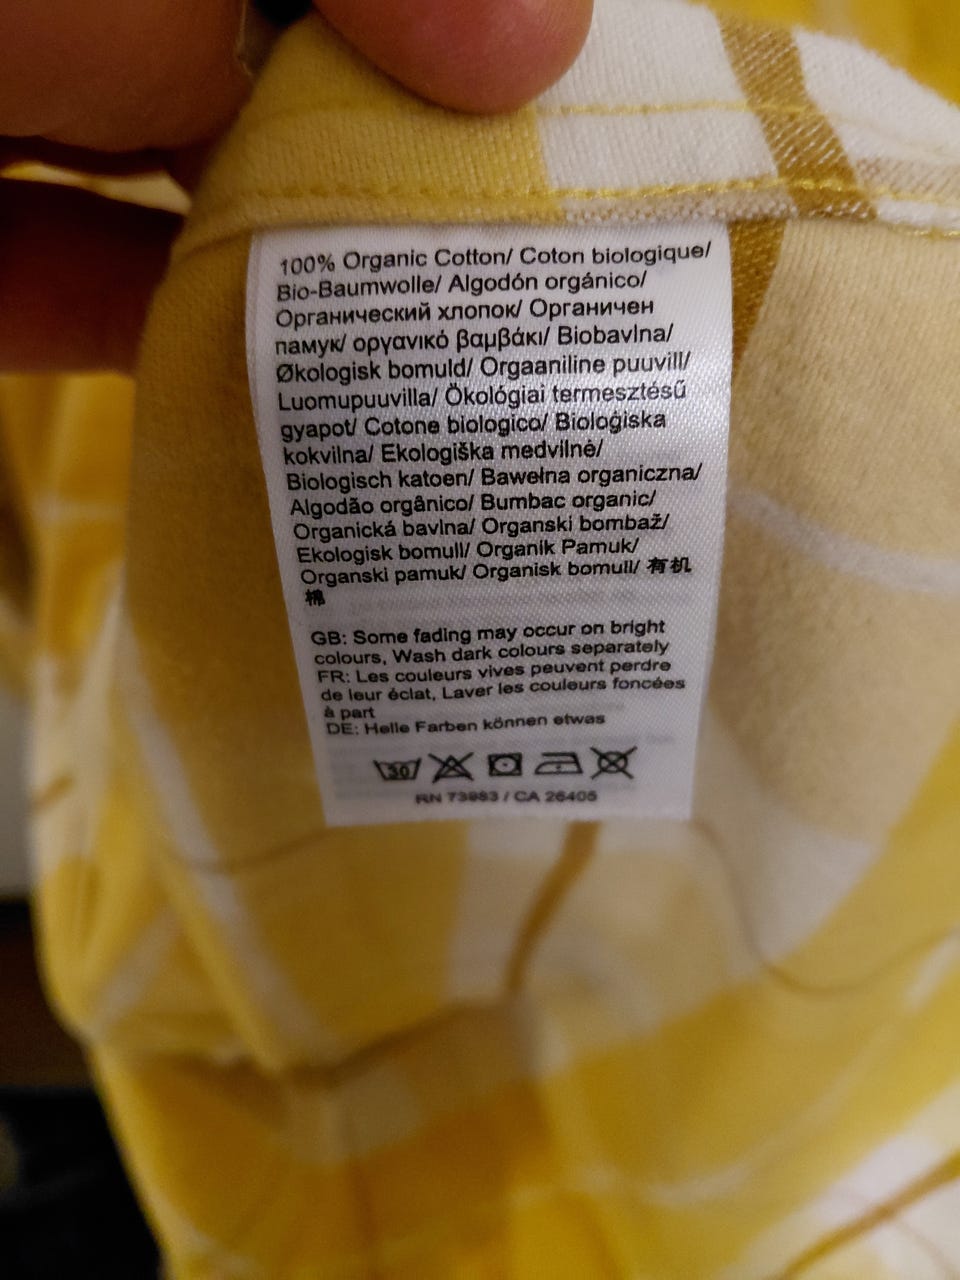 100% Organic Cotton/ Coton biologique/
Bio-Baumwolle/ Algodón orgánico/
Органический хлопок/ Органичен
памук/ οργανικό βαμβάκι/ Biobavlna/
Økologisk bomuld/ Orgaaniline puuvill/
Luomupuuvilla/ Ökológiai termesztésű
gyapot/ Cotone biologico/ Bioloģiska
kokvilna/ Ekologiška medvilnė/
Biologisch katoen/ Bawełna organiczna/
Algodão orgânico/ Bumbac organic/
Organická bavlna/ Organski bombaž/
Ekologisk bomull/ Organik Pamuk/
Organski pamuk/ Organisk bomull/ 有机
棉
GB: Some fading may occur on bright
colours, Wash dark colours separately
FR: Les couleurs vives peuvent perdre
de leur éclat, Laver les couleurs foncées
à part
DE: Helle Farben können etwas
30
RN 73983 / CA 26405